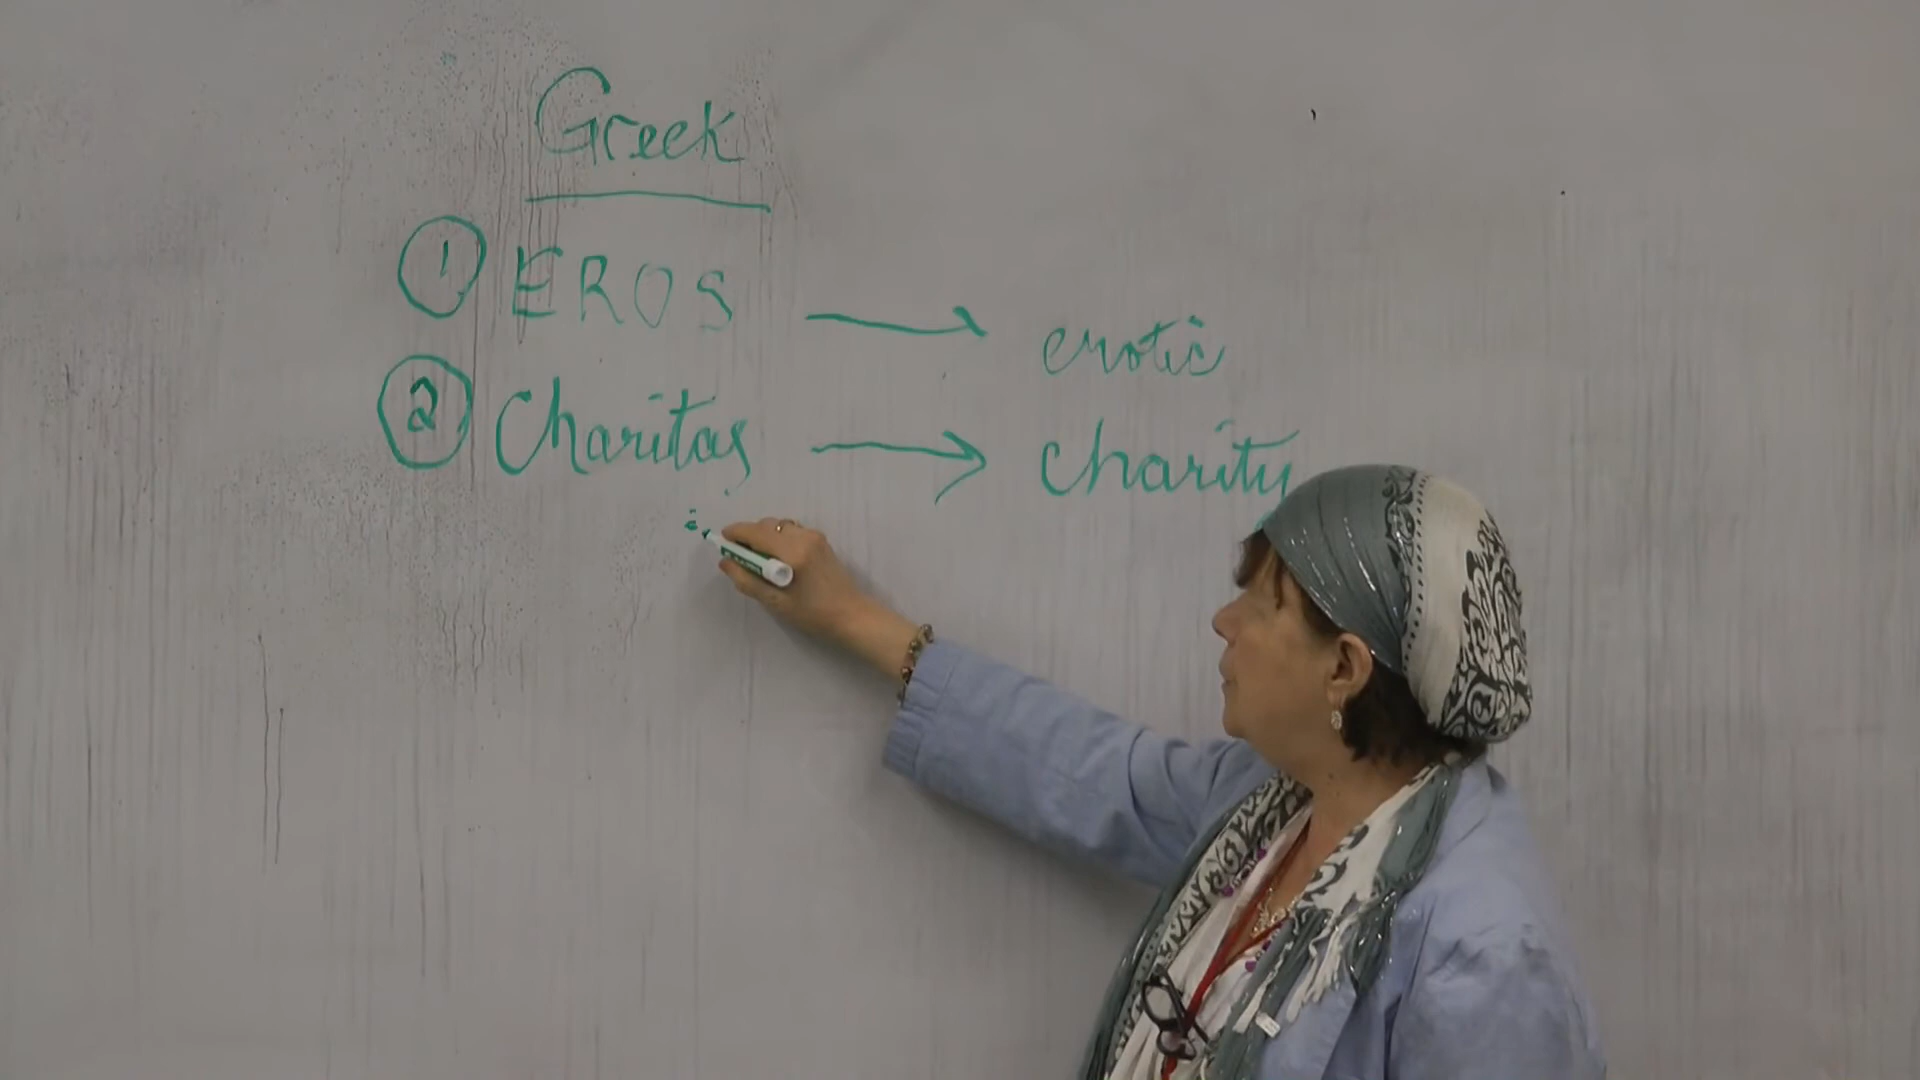 Greek
1 EROS → erotic
2 Charitas → charity